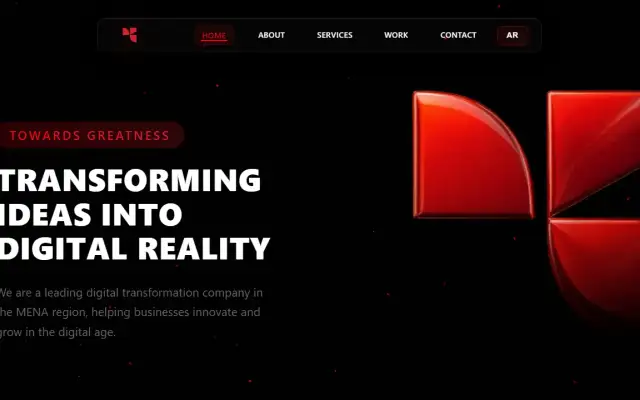 HOME ABOUT SERVICES WORK CONTACT AR
TOWARDS GREATNESS
TRANSFORMING
IDEAS INTO
DIGITAL REALITY
We are a leading digital transformation company in
the MENA region, helping businesses innovate and
grow in the digital age.